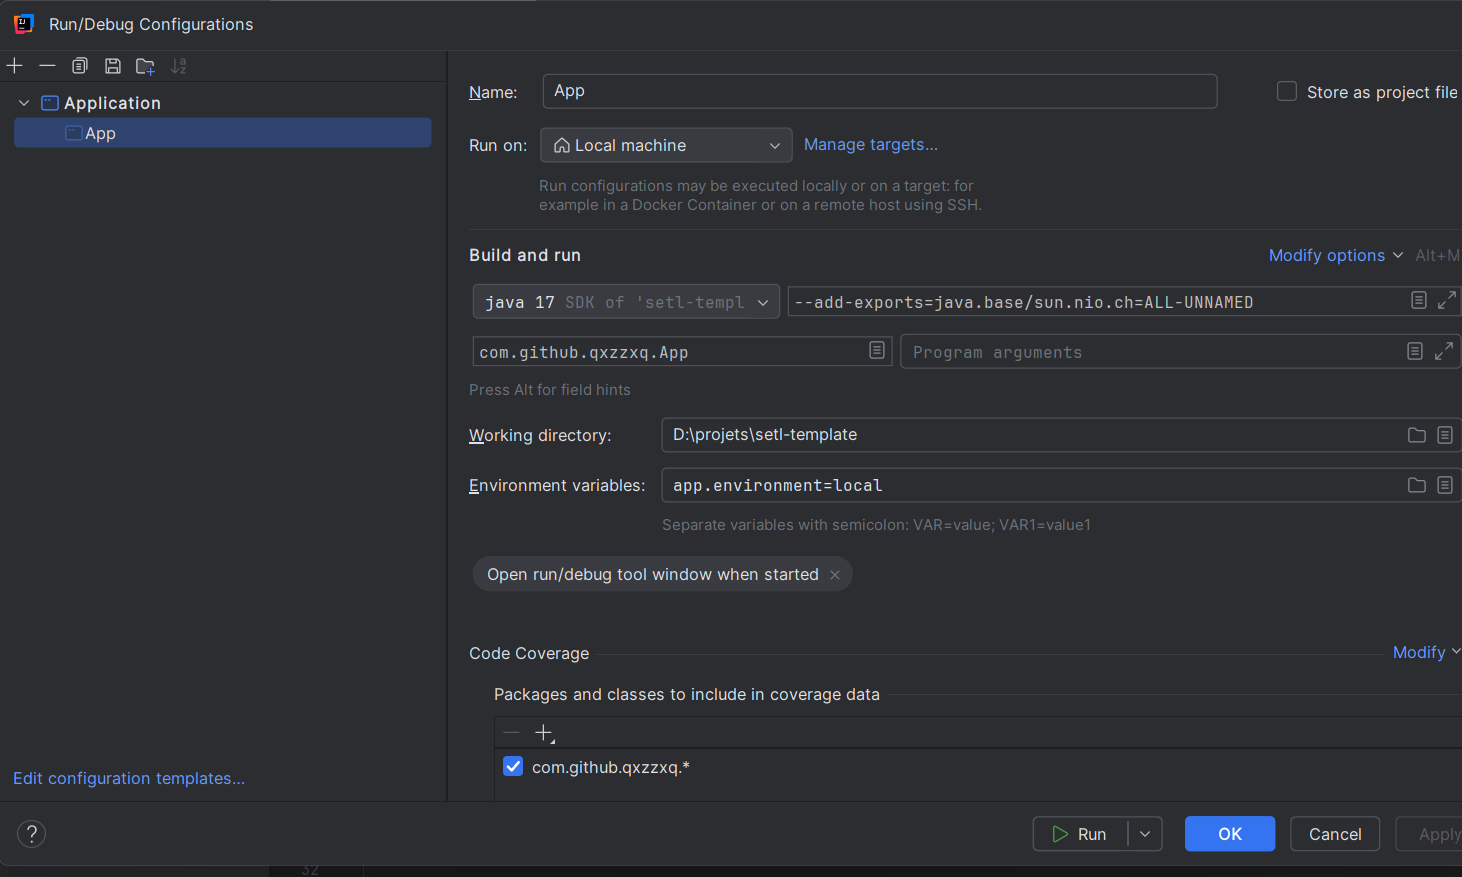 Run/Debug Configurations
Application
App
Edit configuration templates...
Name:
App
Store as project file
Run on:
Local machine
Manage targets...
Run configurations may be executed locally or on a target: for
example in a Docker Container or on a remote host using SSH.
Build and run
Modify options
Alt+M
java 17 SDK of 'setl-templ
--add-exports=java.base/sun.nio.ch=ALL-UNNAMED
com.github.qxzzxq.App
Program arguments
Press Alt for field hints
Working directory:
D:\projets\setl-template
Environment variables:
app.environment=local
Separate variables with semicolon: VAR=value; VAR1=value1
Open run/debug tool window when started
Code Coverage
Modify
Packages and classes to include in coverage data
com.github.qxzzxq.*
?
Run
OK
Cancel
Apply
32